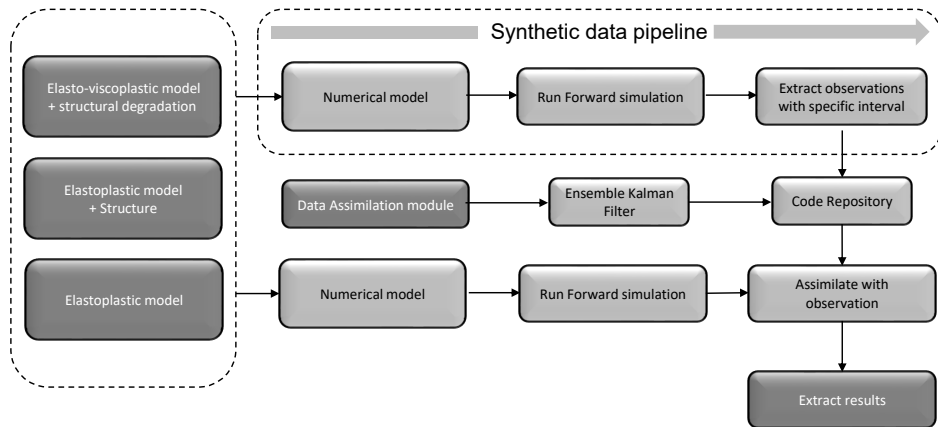 Synthetic data pipeline
Elasto-viscoplastic model
+ structural degradation
Numerical model
Run Forward simulation
Extract observations
with specific interval
Elastoplastic model
+ Structure
Data Assimilation module
Ensemble Kalman
Filter
Code Repository
Elastoplastic model
Numerical model
Run Forward simulation
Assimilate with
observation
Extract results